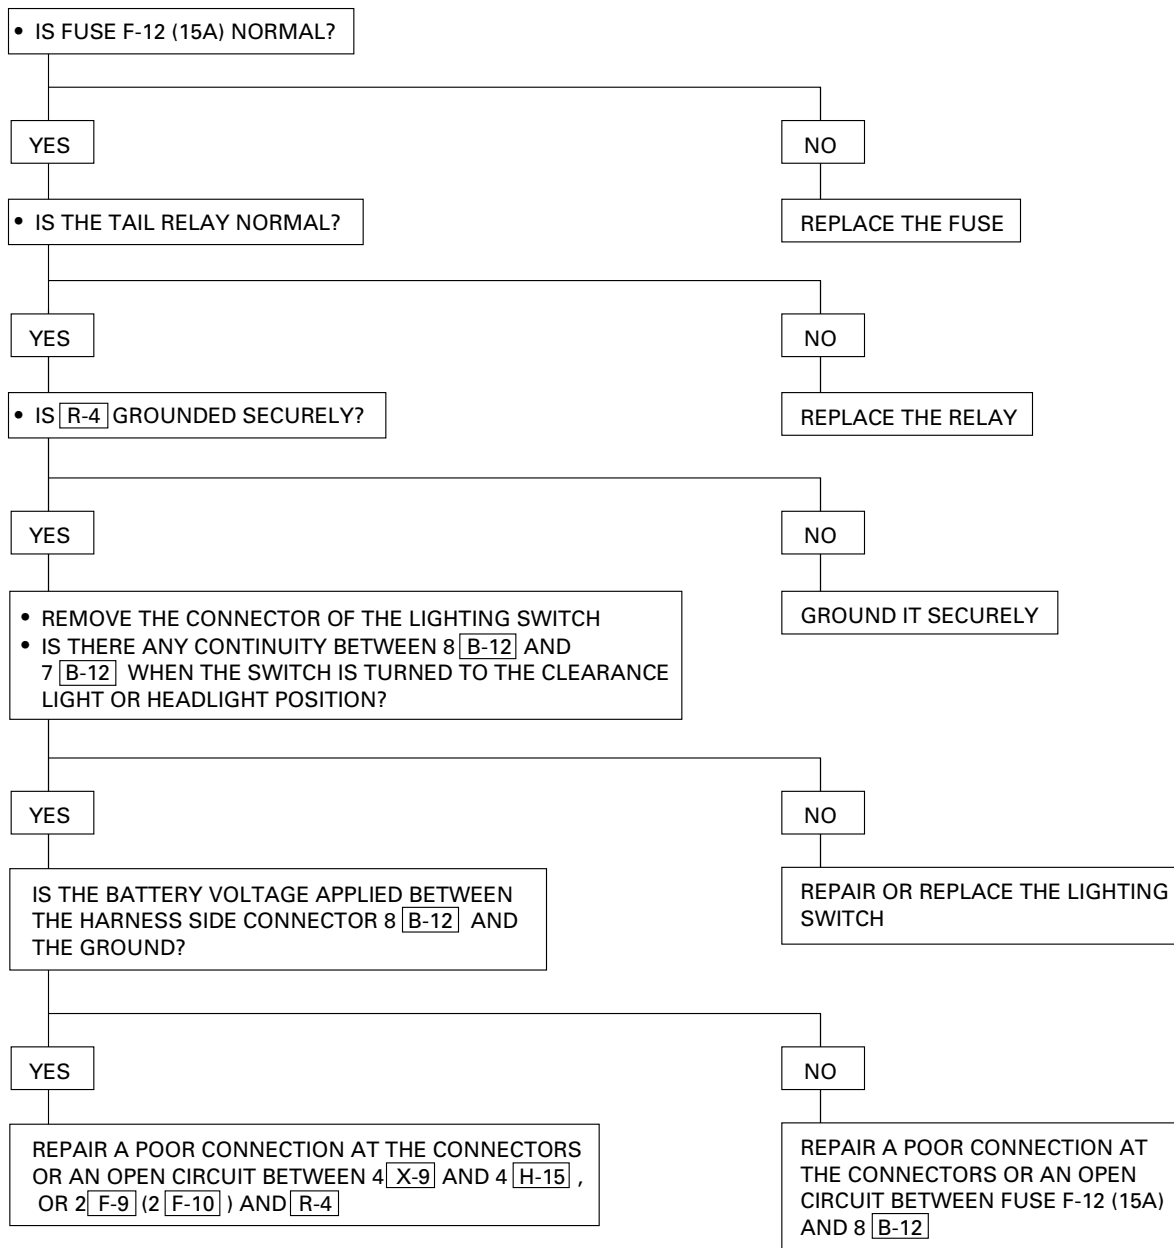 • IS FUSE F-12 (15A) NORMAL?
YES
NO
• IS THE TAIL RELAY NORMAL?
REPLACE THE FUSE
YES
NO
• IS R-4 GROUNDED SECURELY?
REPLACE THE RELAY
YES
NO
• REMOVE THE CONNECTOR OF THE LIGHTING SWITCH
• IS THERE ANY CONTINUITY BETWEEN 8 B-12 AND
7 B-12 WHEN THE SWITCH IS TURNED TO THE CLEARANCE
LIGHT OR HEADLIGHT POSITION?
GROUND IT SECURELY
YES
NO
IS THE BATTERY VOLTAGE APPLIED BETWEEN
THE HARNESS SIDE CONNECTOR 8 B-12 AND
THE GROUND?
REPAIR OR REPLACE THE LIGHTING
SWITCH
YES
NO
REPAIR A POOR CONNECTION AT THE CONNECTORS
OR AN OPEN CIRCUIT BETWEEN 4 X-9 AND 4 H-15 ,
OR 2 F-9 (2 F-10 ) AND R-4
REPAIR A POOR CONNECTION AT
THE CONNECTORS OR AN OPEN
CIRCUIT BETWEEN FUSE F-12 (15A)
AND 8 B-12